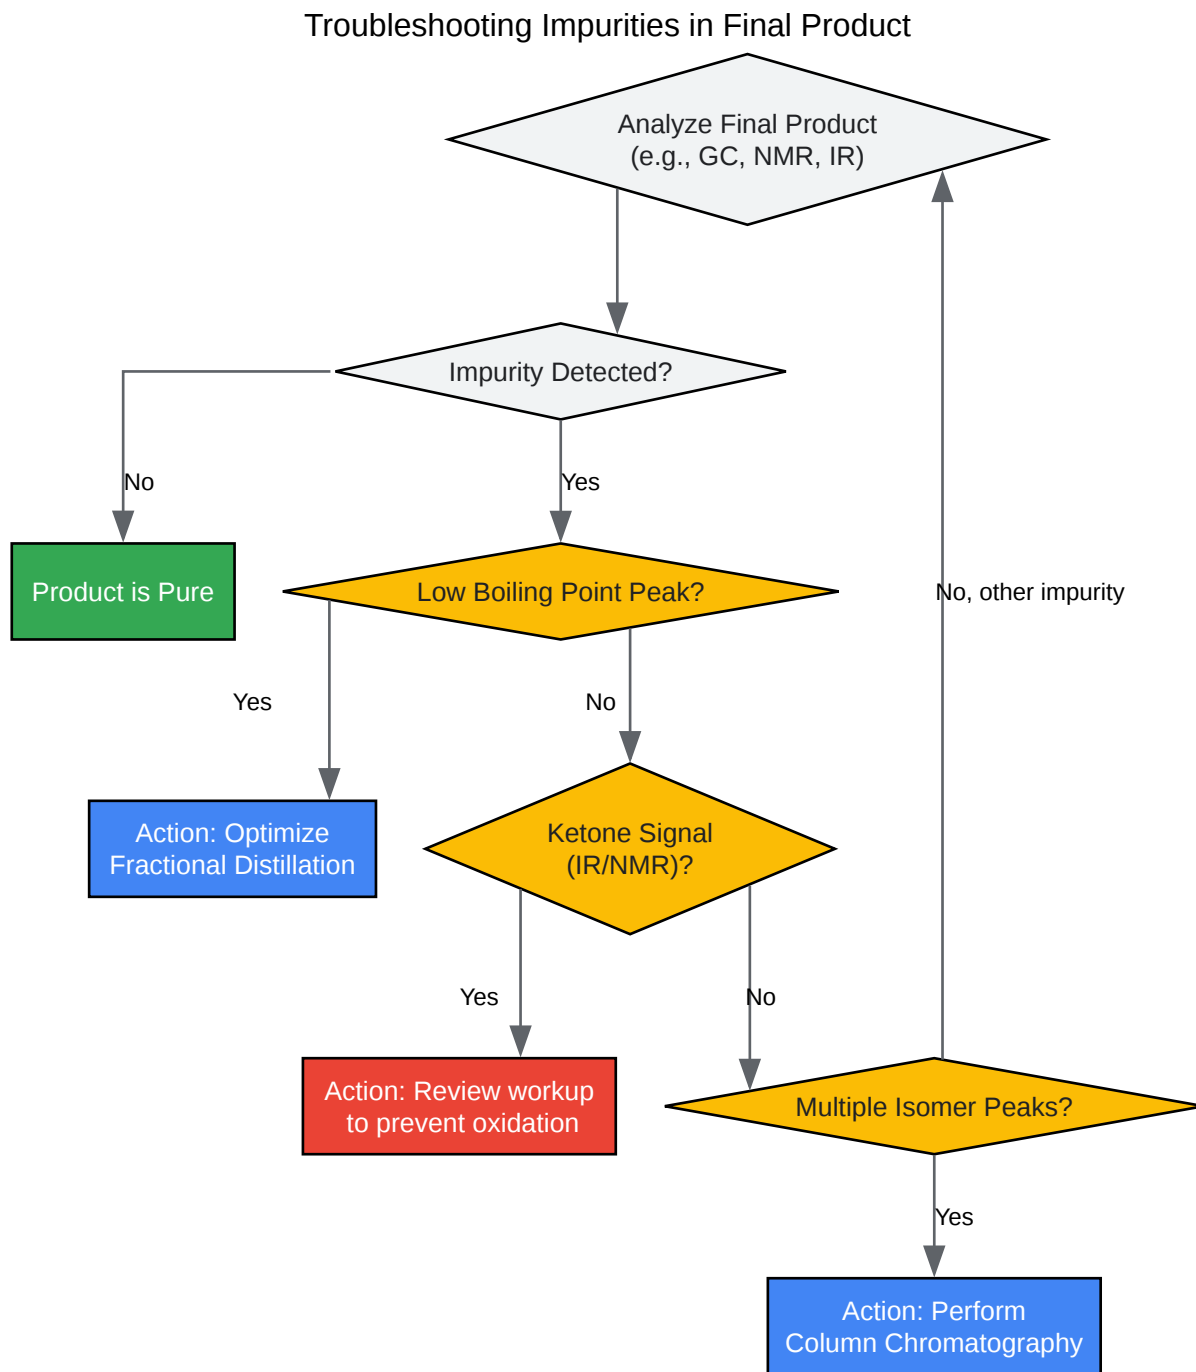 Troubleshooting Impurities in Final Product
Analyze Final Product
(e.g., GC, NMR, IR)
Impurity Detected?
No
Yes
Product is Pure
Low Boiling Point Peak?
No, other impurity
Yes
No
Action: Optimize
Fractional Distillation
Ketone Signal
(IR/NMR)?
Yes
No
Action: Review workup
to prevent oxidation
Multiple Isomer Peaks?
Yes
Action: Perform
Column Chromatography